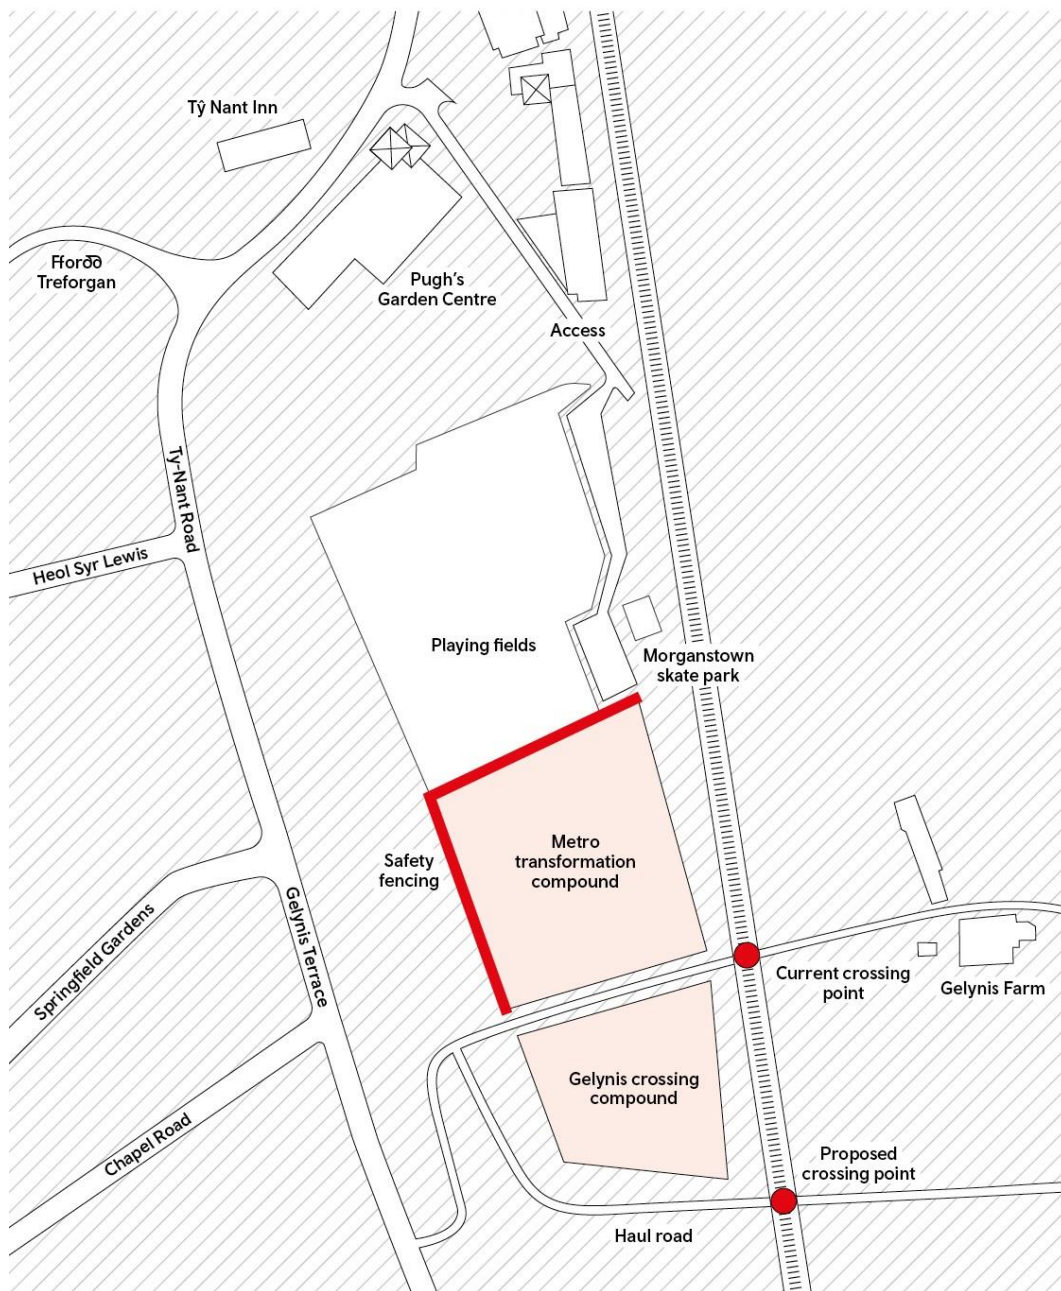 Tŷ Nant Inn
Ffordd
Treforgan
Pugh's
Garden Centre
Access
Ty-Nant Road
Heol Syr Lewis
Playing fields
Morganstown
skate park
Metro
transformation
compound
Safety
fencing
Gelynis Terrace
Springfield Gardens
Current crossing
point
Gelynis Farm
Gelynis crossing
compound
Chapel Road
Proposed
crossing point
Haul road